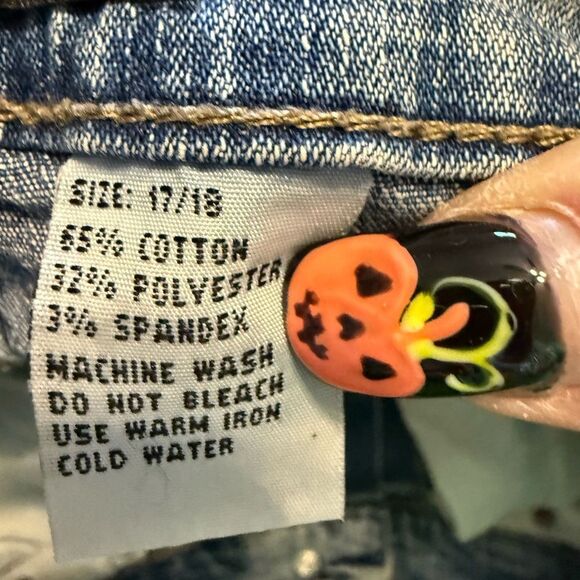 SIZE: 17/18
65% COTTON
32% POLYESTER
3% SPANDEX
MACHINE WASH
DO NOT BLEACH
USE WARM IRON
COLD WATER